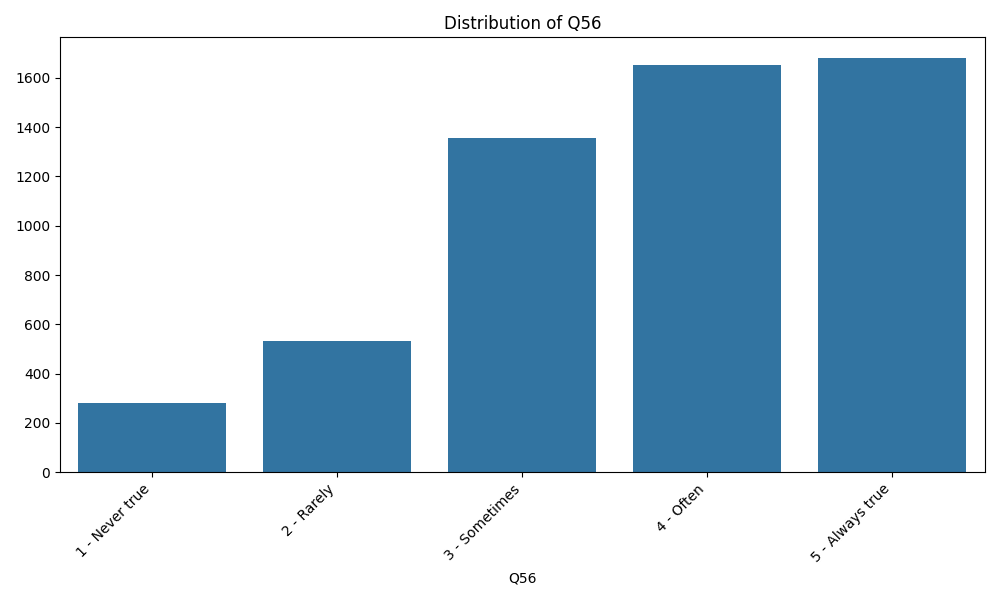 Distribution of Q56
1600
1400
1200
1000
800
600
400
200
0
1 - Never true
2 - Rarely
3 - Sometimes
4 - Often
5 - Always true
Q56